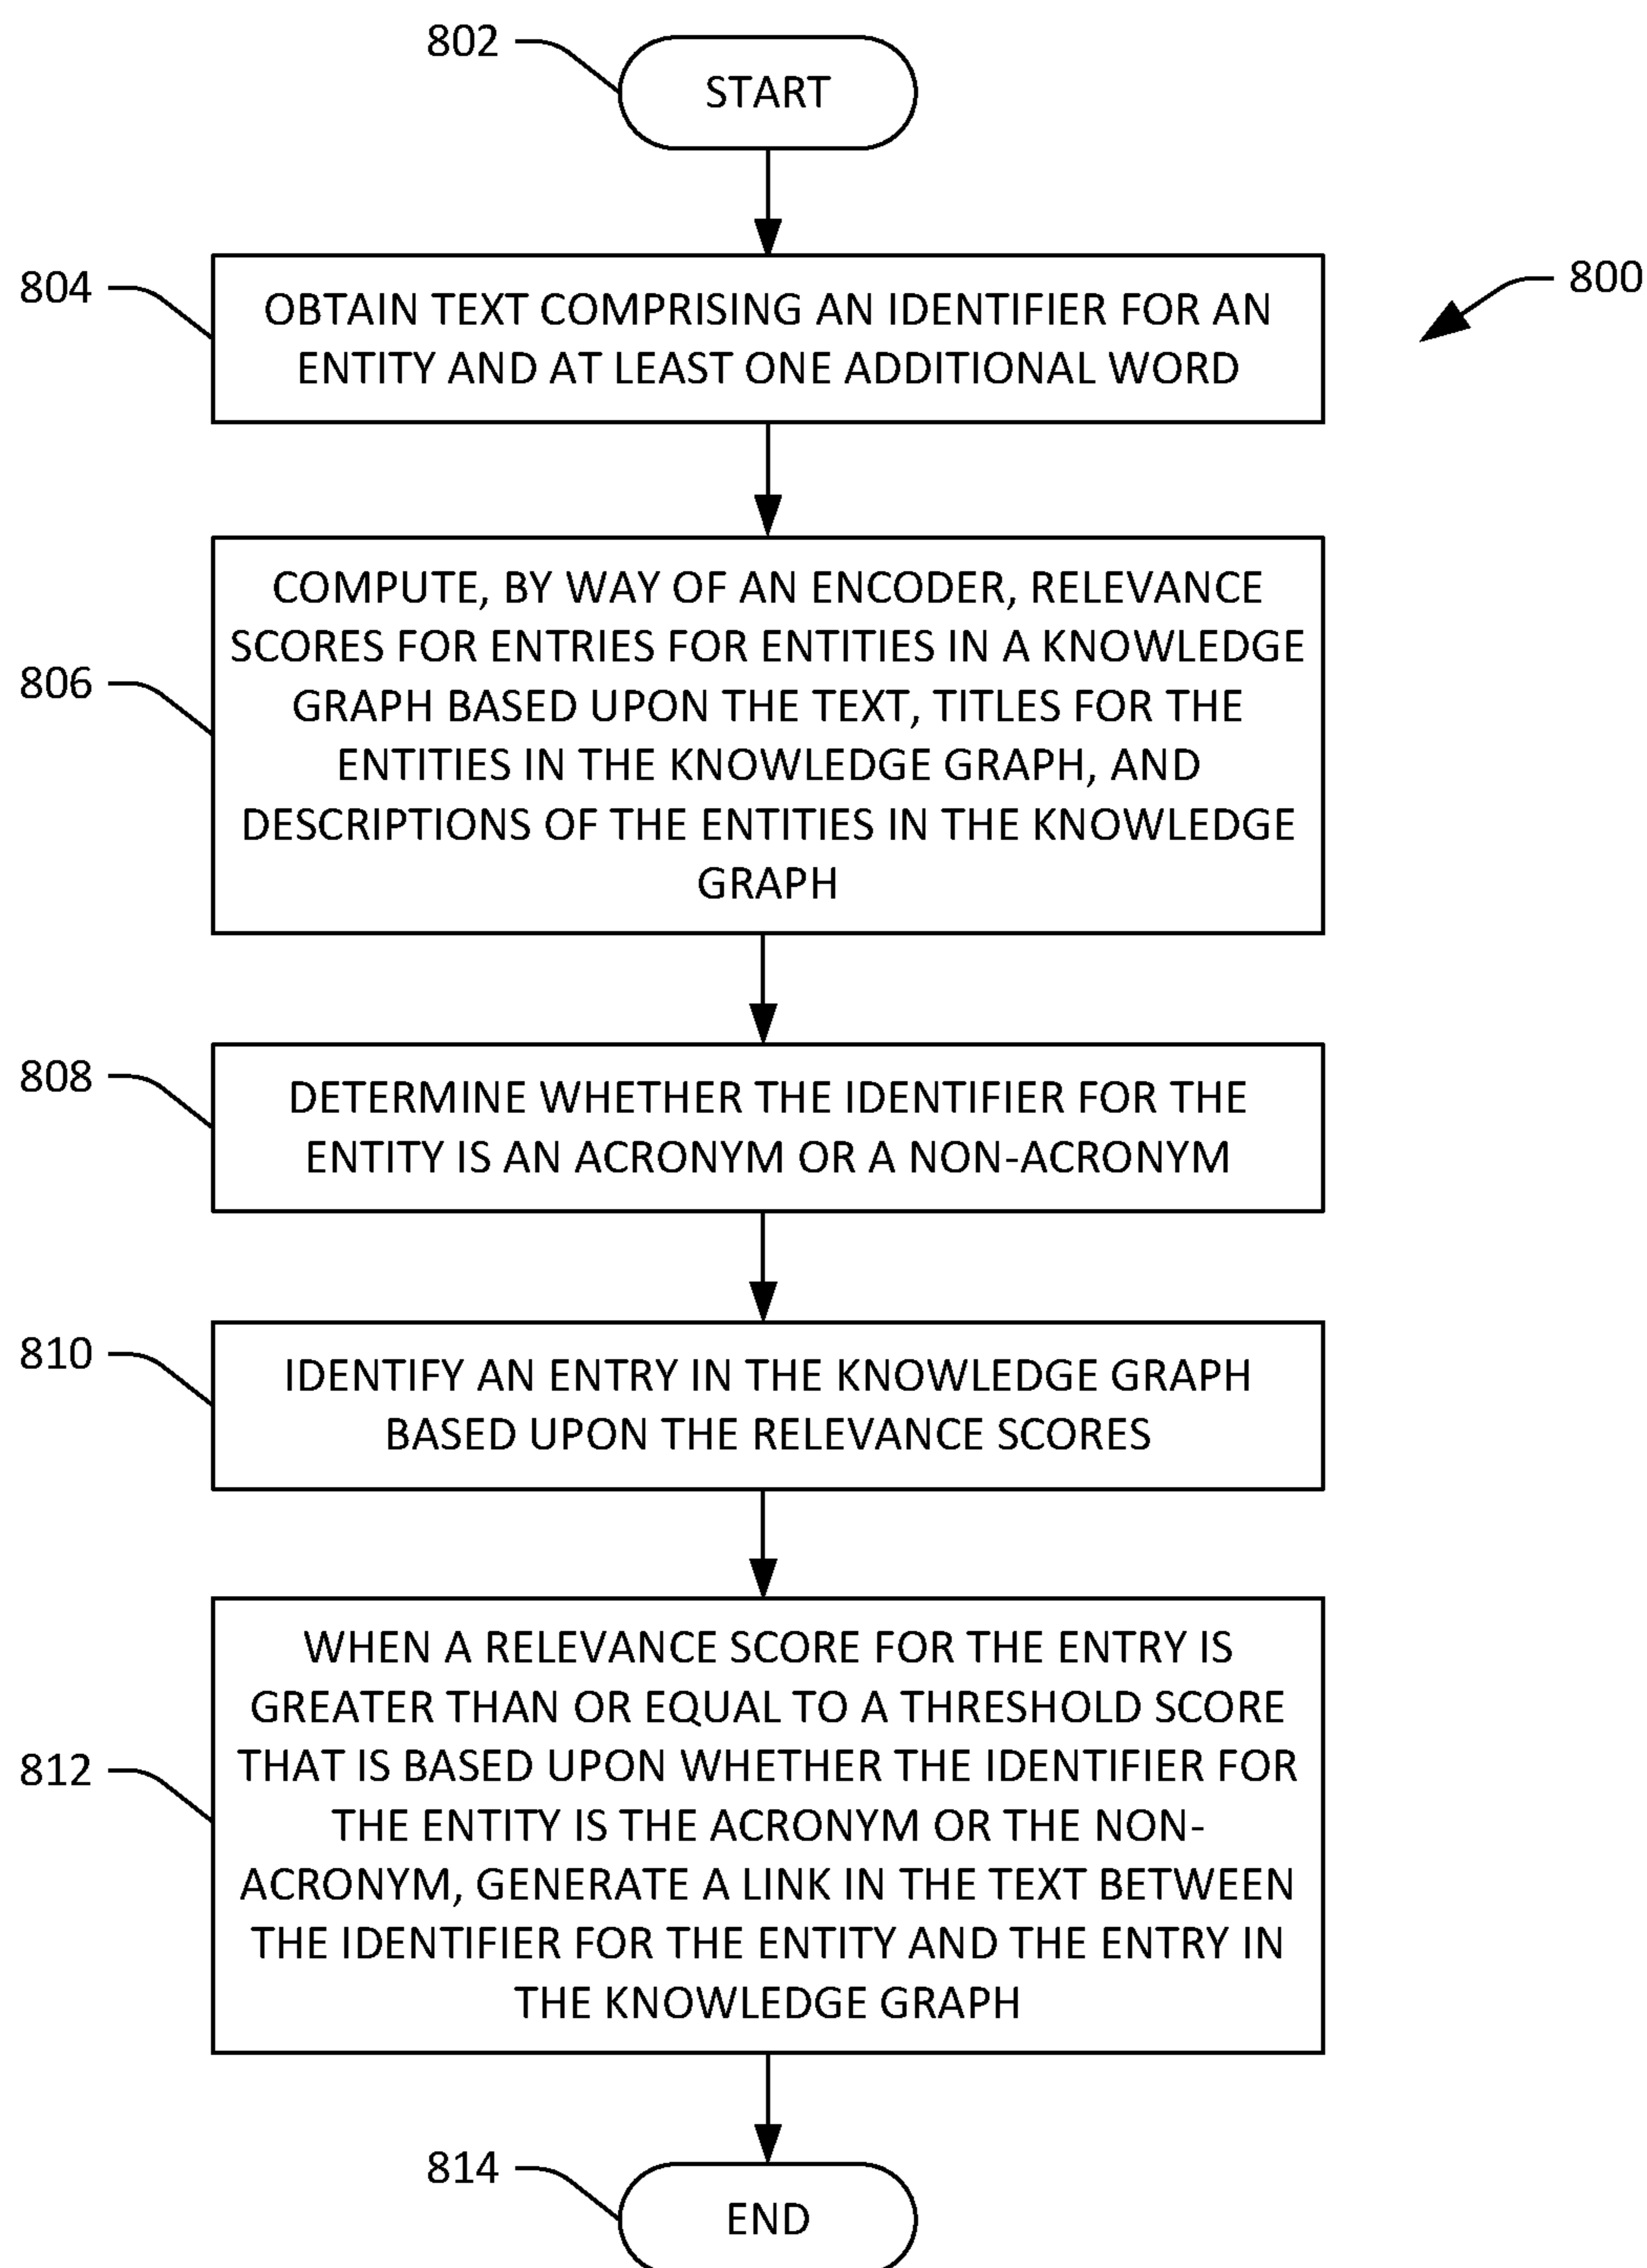 802
START
804
OBTAIN TEXT COMPRISING AN IDENTIFIER FOR AN
ENTITY AND AT LEAST ONE ADDITIONAL WORD
800
806
COMPUTE, BY WAY OF AN ENCODER, RELEVANCE
SCORES FOR ENTRIES FOR ENTITIES IN A KNOWLEDGE
GRAPH BASED UPON THE TEXT, TITLES FOR THE
ENTITIES IN THE KNOWLEDGE GRAPH, AND
DESCRIPTIONS OF THE ENTITIES IN THE KNOWLEDGE
GRAPH
808
DETERMINE WHETHER THE IDENTIFIER FOR THE
ENTITY IS AN ACRONYM OR A NON-ACRONYM
810
IDENTIFY AN ENTRY IN THE KNOWLEDGE GRAPH
BASED UPON THE RELEVANCE SCORES
812
WHEN A RELEVANCE SCORE FOR THE ENTRY IS
GREATER THAN OR EQUAL TO A THRESHOLD SCORE
THAT IS BASED UPON WHETHER THE IDENTIFIER FOR
THE ENTITY IS THE ACRONYM OR THE NON-
ACRONYM, GENERATE A LINK IN THE TEXT BETWEEN
THE IDENTIFIER FOR THE ENTITY AND THE ENTRY IN
THE KNOWLEDGE GRAPH
814
END